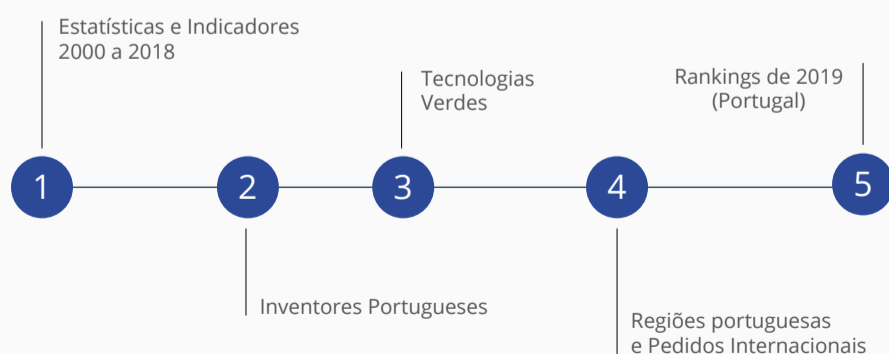 Estatísticas e Indicadores
2000 a 2018
Tecnologias
Verdes
Rankings de 2019
(Portugal)
1
2
3
4
5
Inventores Portugueses
Regiões portuguesas
e Pedidos Internacionais